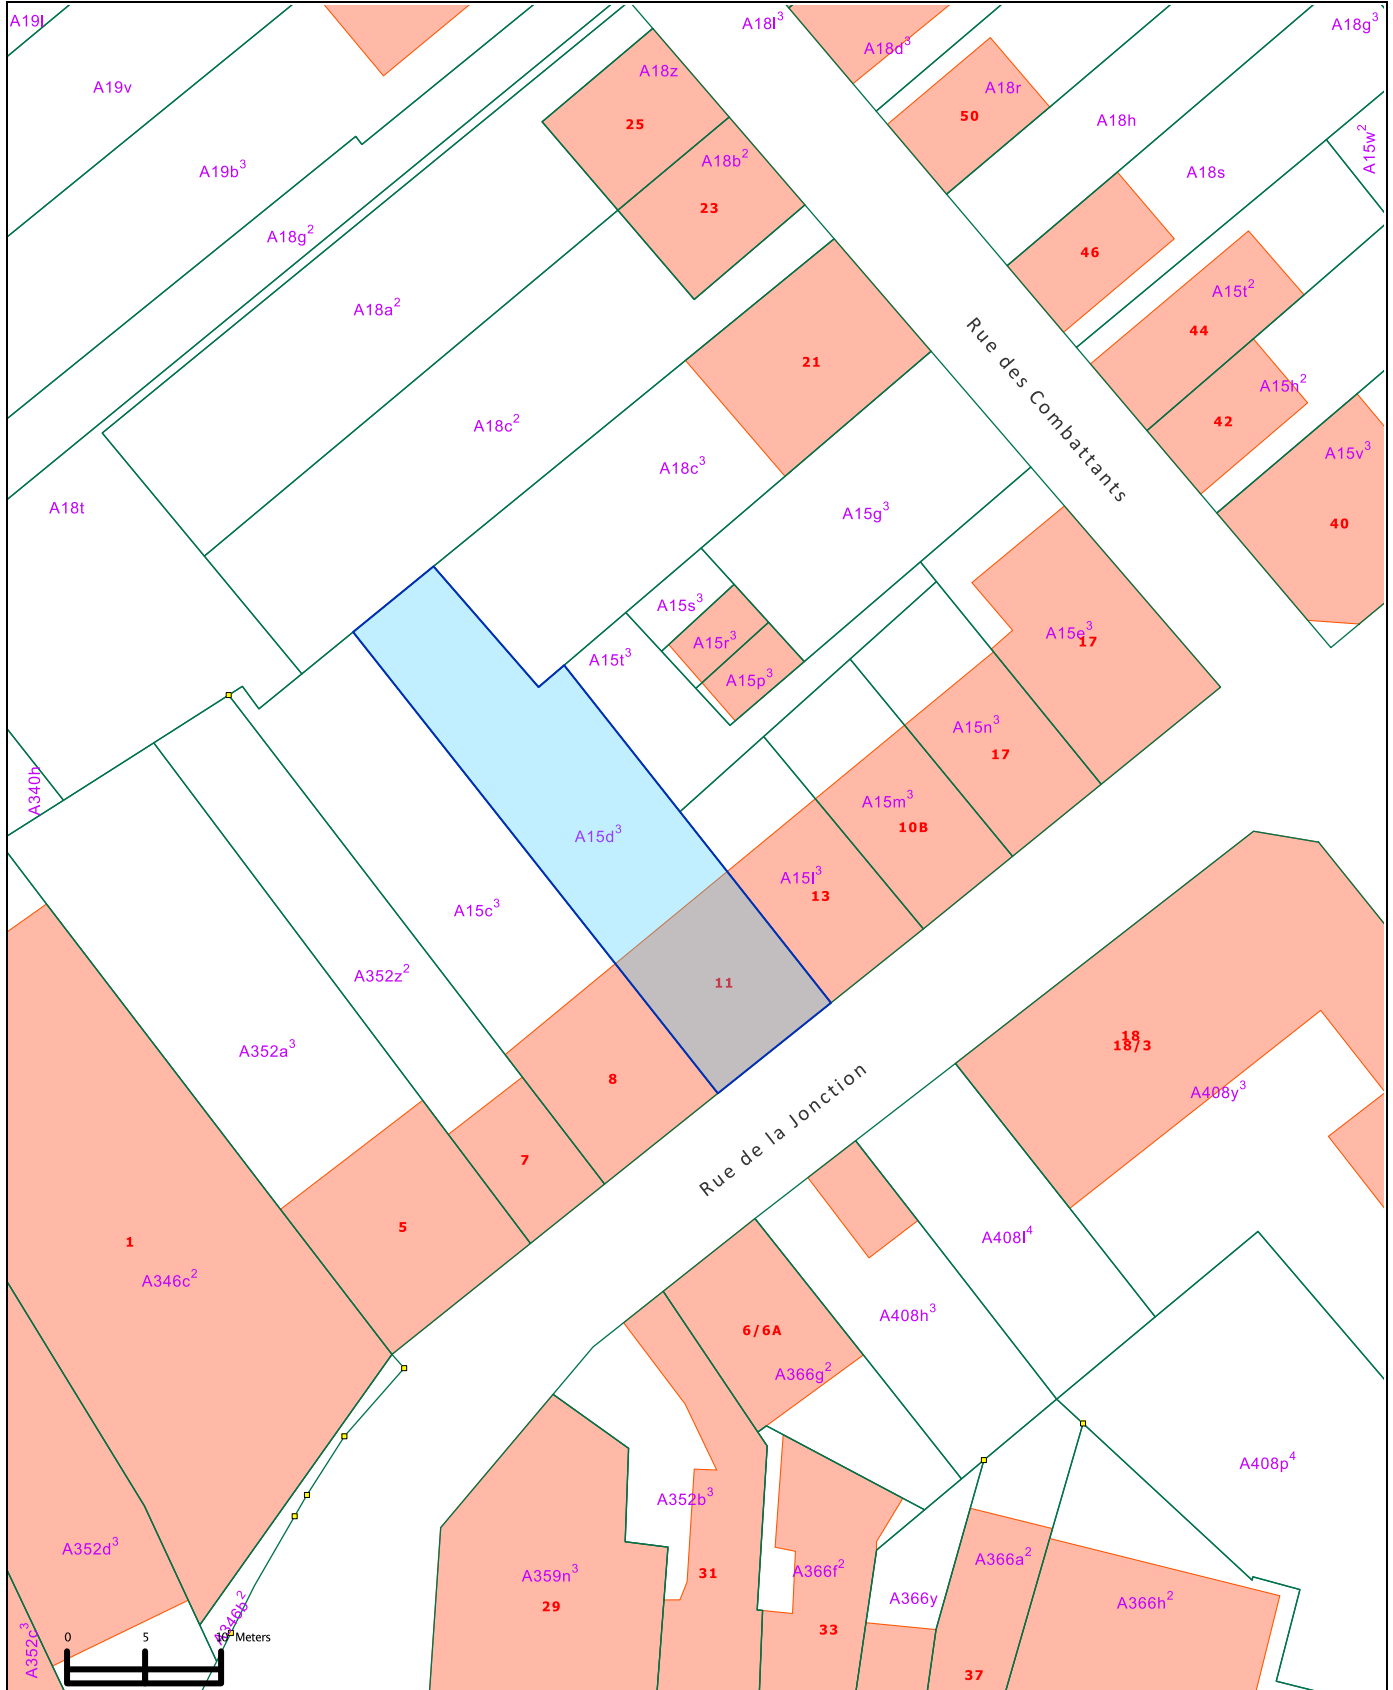 A19l
A18l³
A18g³
A18d³
A18z
A19v
A18r
25
50
A18h
A15w²
A18b²
A19b³
A18s
23
A18g²
46
A15t²
A18a²
44
Rue des Combattants
21
A15h²
A18c²
42
A15v³
A18c³
A18t
A15g³
40
A15s³
A15e³
17
A15r³
A15t³
A15p³
A15n³
17
A340h
A15m³
10B
A15d³
A15l³
13
A15c³
A352z²
11
18
18/3
A352a³
8
A408y³
Rue de la Jonction
7
5
1
A408l⁴
A346c²
A408h³
6/6A
A366g²
A408p⁴
A352b³
A352d³
A366a²
A359n³
31
A366f²
A366y
A366h²
29
A346b²
33
A352c³
0 5 10 Meters
37